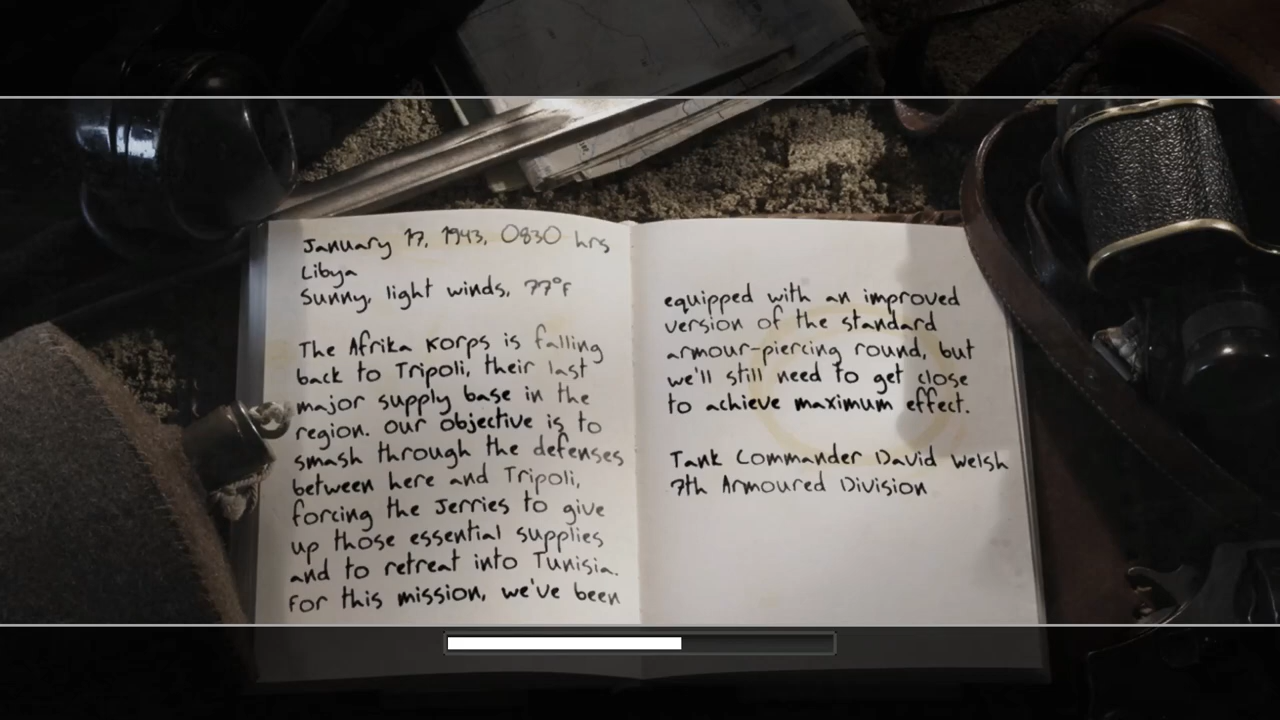 January 17, 1943, 0830 hrs
Libya
Sunny, light winds, 77°F
The Afrika Korps is falling
back to Tripoli, their last
major supply base in the
region. Our objective is to
smash through the defenses
between here and Tripoli,
forcing the Jerries to give
up those essential supplies
and to retreat into Tunisia.
For this mission, we've been
equipped with an improved
version of the standard
armour-piercing round, but
we'll still need to get close
to achieve maximum effect.
Tank Commander David Welsh
7th Armoured Division